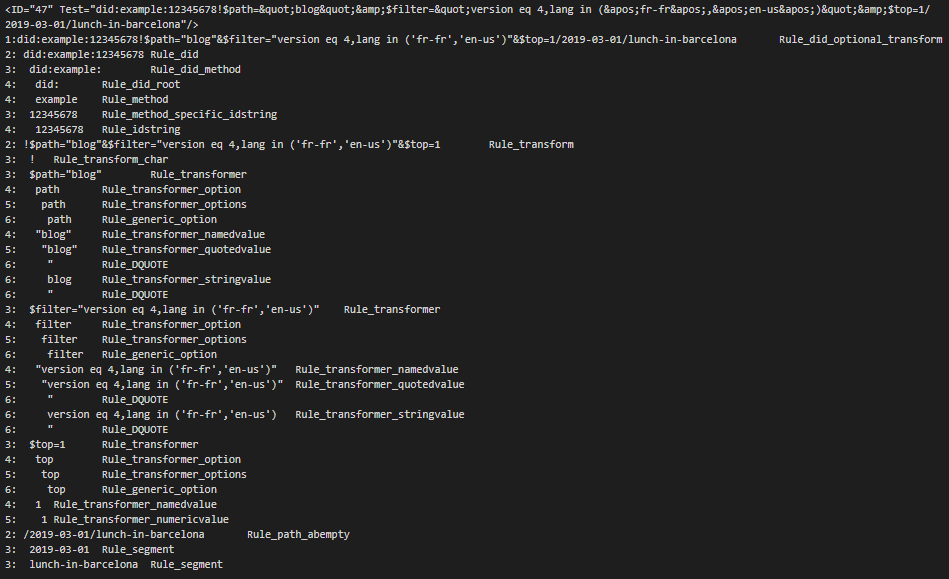 <ID="47" Test="did:example:12345678!$path=&quot;blog&quot;&amp;$filter=&quot;version eq 4,lang in (&apos;fr-fr&apos;,&apos;en-us&apos;)&quot;&amp;$top=1/
2019-03-01/lunch-in-barcelona"/>
1:did:example:12345678!$path="blog"&$filter="version eq 4,lang in ('fr-fr','en-us')"&$top=1/2019-03-01/lunch-in-barcelona Rule_did_optional_transform
2: did:example:12345678 Rule_did
3: did:example: Rule_did_method
4: did: Rule_did_root
4: example Rule_method
3: 12345678 Rule_method_specific_idstring
4: 12345678 Rule_idstring
2: !$path="blog"&$filter="version eq 4,lang in ('fr-fr','en-us')"&$top=1 Rule_transform
3: ! Rule_transform_char
3: $path="blog" Rule_transformer
4: path Rule_transformer_option
5: path Rule_transformer_options
6: path Rule_generic_option
4: "blog" Rule_transformer_namedvalue
5: "blog" Rule_transformer_quotedvalue
6: " Rule_DQUOTE
6: blog Rule_transformer_stringvalue
6: " Rule_DQUOTE
3: $filter="version eq 4,lang in ('fr-fr','en-us')" Rule_transformer
4: filter Rule_transformer_option
5: filter Rule_transformer_options
6: filter Rule_generic_option
4: "version eq 4,lang in ('fr-fr','en-us')" Rule_transformer_namedvalue
5: "version eq 4,lang in ('fr-fr','en-us')" Rule_transformer_quotedvalue
6: " Rule_DQUOTE
6: version eq 4,lang in ('fr-fr','en-us') Rule_transformer_stringvalue
6: " Rule_DQUOTE
3: $top=1 Rule_transformer
4: top Rule_transformer_option
5: top Rule_transformer_options
6: top Rule_generic_option
4: 1 Rule_transformer_namedvalue
5: 1 Rule_transformer_numericvalue
2: /2019-03-01/lunch-in-barcelona Rule_path_abempty
3: 2019-03-01 Rule_segment
3: lunch-in-barcelona Rule_segment